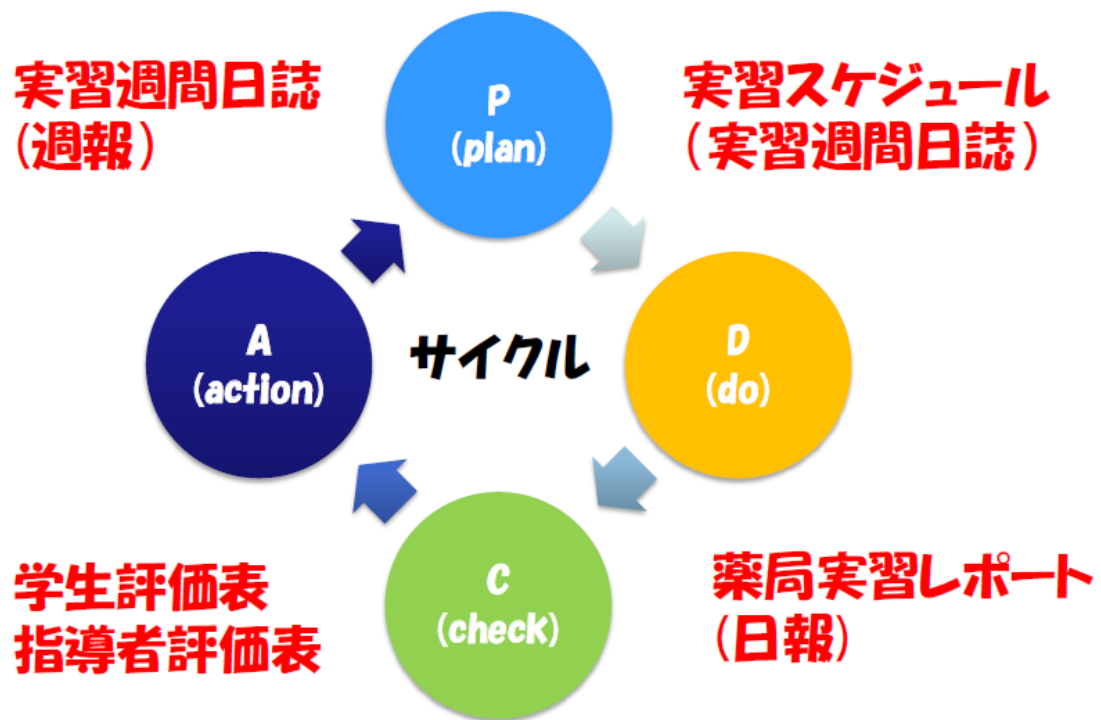 実習週間日誌
(週報)
P
(plan)
実習スケジュール
(実習週間日誌)
A
(action)
サイクル
D
(do)
学生評価表
指導者評価表
C
(check)
薬局実習レポート
(日報)